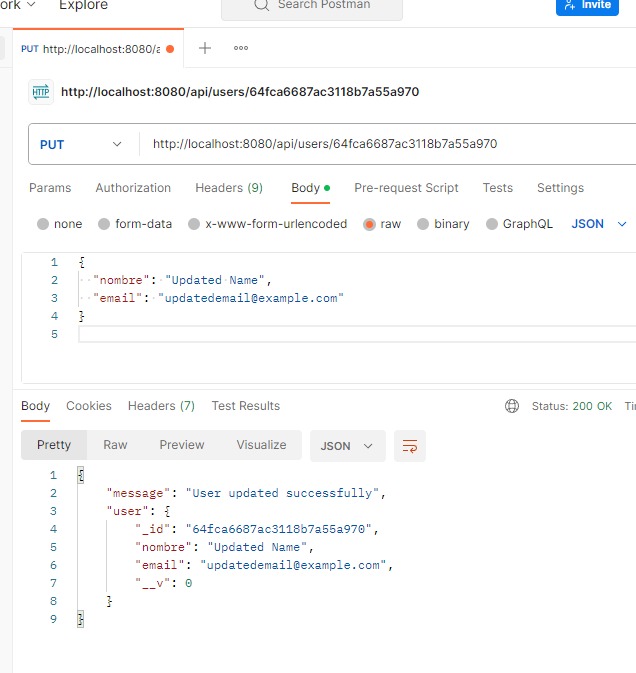 ork Explore Search Postman Invite
PUT http://localhost:8080/a
http://localhost:8080/api/users/64fca6687ac3118b7a55a970
PUT http://localhost:8080/api/users/64fca6687ac3118b7a55a970
Params Authorization Headers (9) Body Pre-request Script Tests Settings
none form-data x-www-form-urlencoded raw binary GraphQL JSON
1 {
2 "nombre": "Updated Name",
3 "email": "updatedemail@example.com"
4 }
5
Body Cookies Headers (7) Test Results Status: 200 OK Ti
Pretty Raw Preview Visualize JSON
1 {
2 "message": "User updated successfully",
3 "user": {
4 "_id": "64fca6687ac3118b7a55a970",
5 "nombre": "Updated Name",
6 "email": "updatedemail@example.com",
7 "__v": 0
8 }
9 }